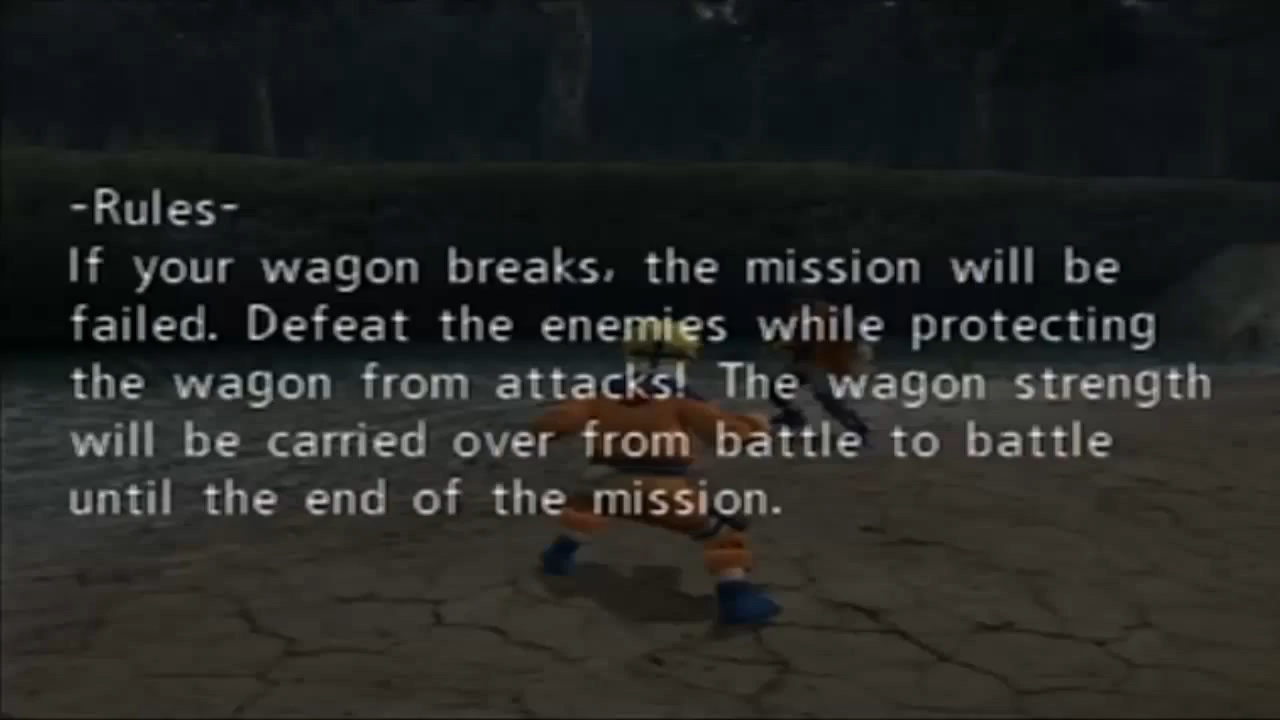 -Rules-
If your wagon breaks, the mission will be
failed. Defeat the enemies while protecting
the wagon from attacks! The wagon strength
will be carried over from battle to battle
until the end of the mission.